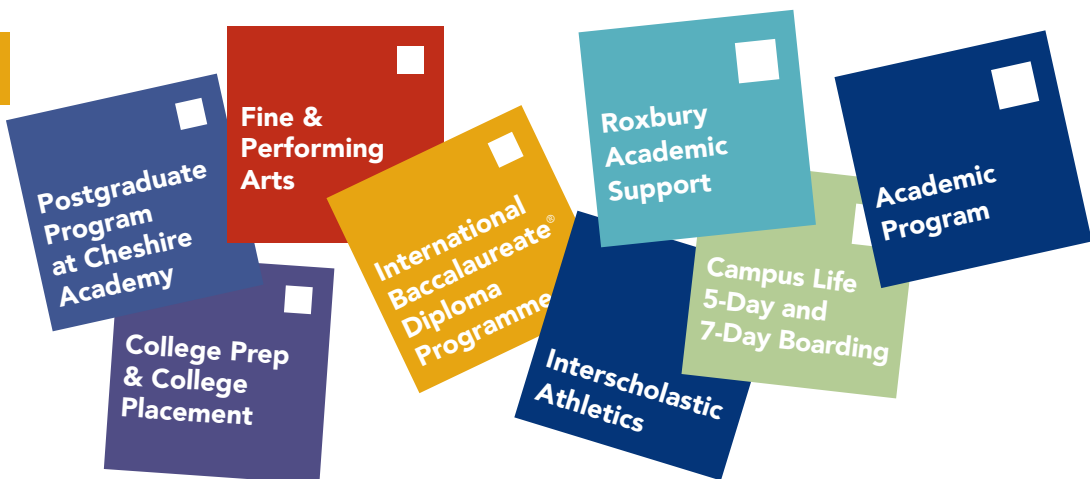 Postgraduate
Program
at Cheshire
Academy
Fine &
Performing
Arts
College Prep
& College
Placement
International
Baccalaureate®
Diploma
Programme
Roxbury
Academic
Support
Interscholastic
Athletics
Campus Life
5-Day and
7-Day Boarding
Academic
Program